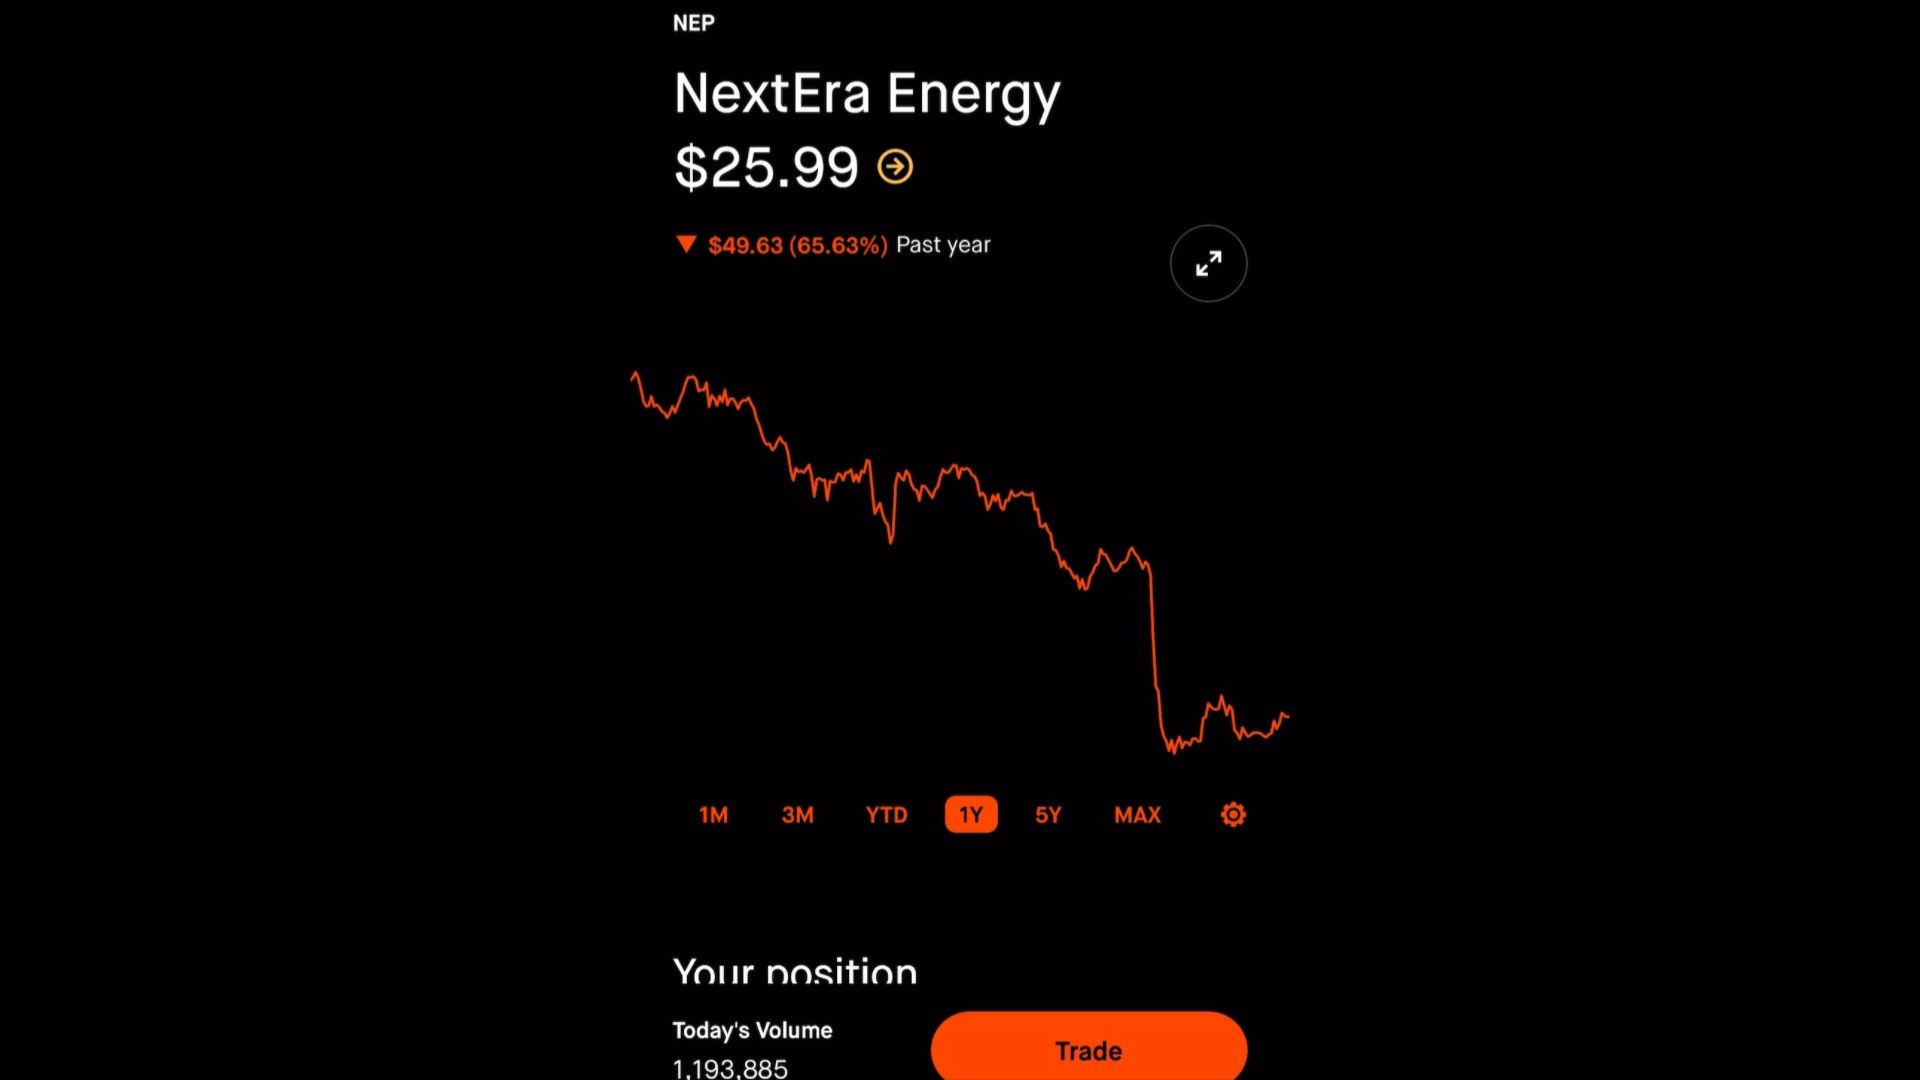 NEP
NextEra Energy
$25.99
$49.63 (65.63%) Past year
1M 3M YTD 1Y 5Y MAX
Your position
Today's Volume
1,193,885
Trade